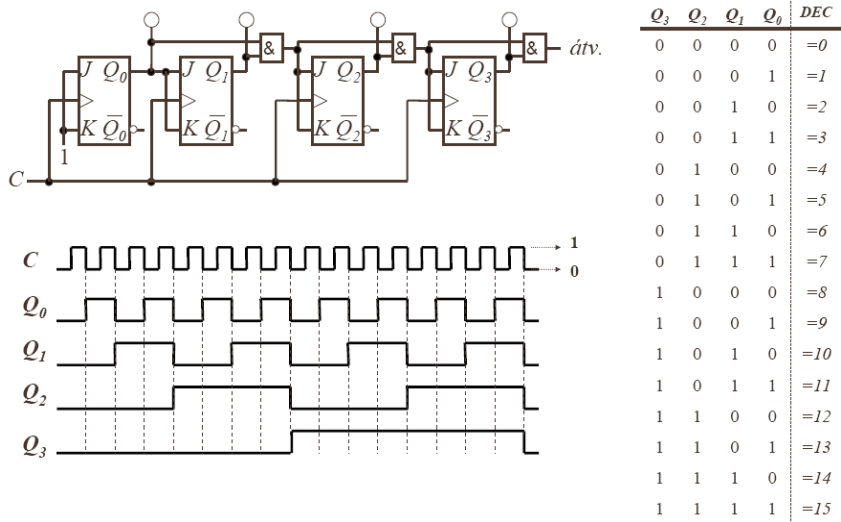 & & & átv.
J Q₀ J Q₁ J Q₂ J Q₃
K Q̅₀ K Q̅₁ K Q̅₂ K Q̅₃
1
C
C 1
0
Q₀
Q₁
Q₂
Q₃
Q₃ Q₂ Q₁ Q₀ DEC
0 0 0 0 =0
0 0 0 1 =1
0 0 1 0 =2
0 0 1 1 =3
0 1 0 0 =4
0 1 0 1 =5
0 1 1 0 =6
0 1 1 1 =7
1 0 0 0 =8
1 0 0 1 =9
1 0 1 0 =10
1 0 1 1 =11
1 1 0 0 =12
1 1 0 1 =13
1 1 1 0 =14
1 1 1 1 =15